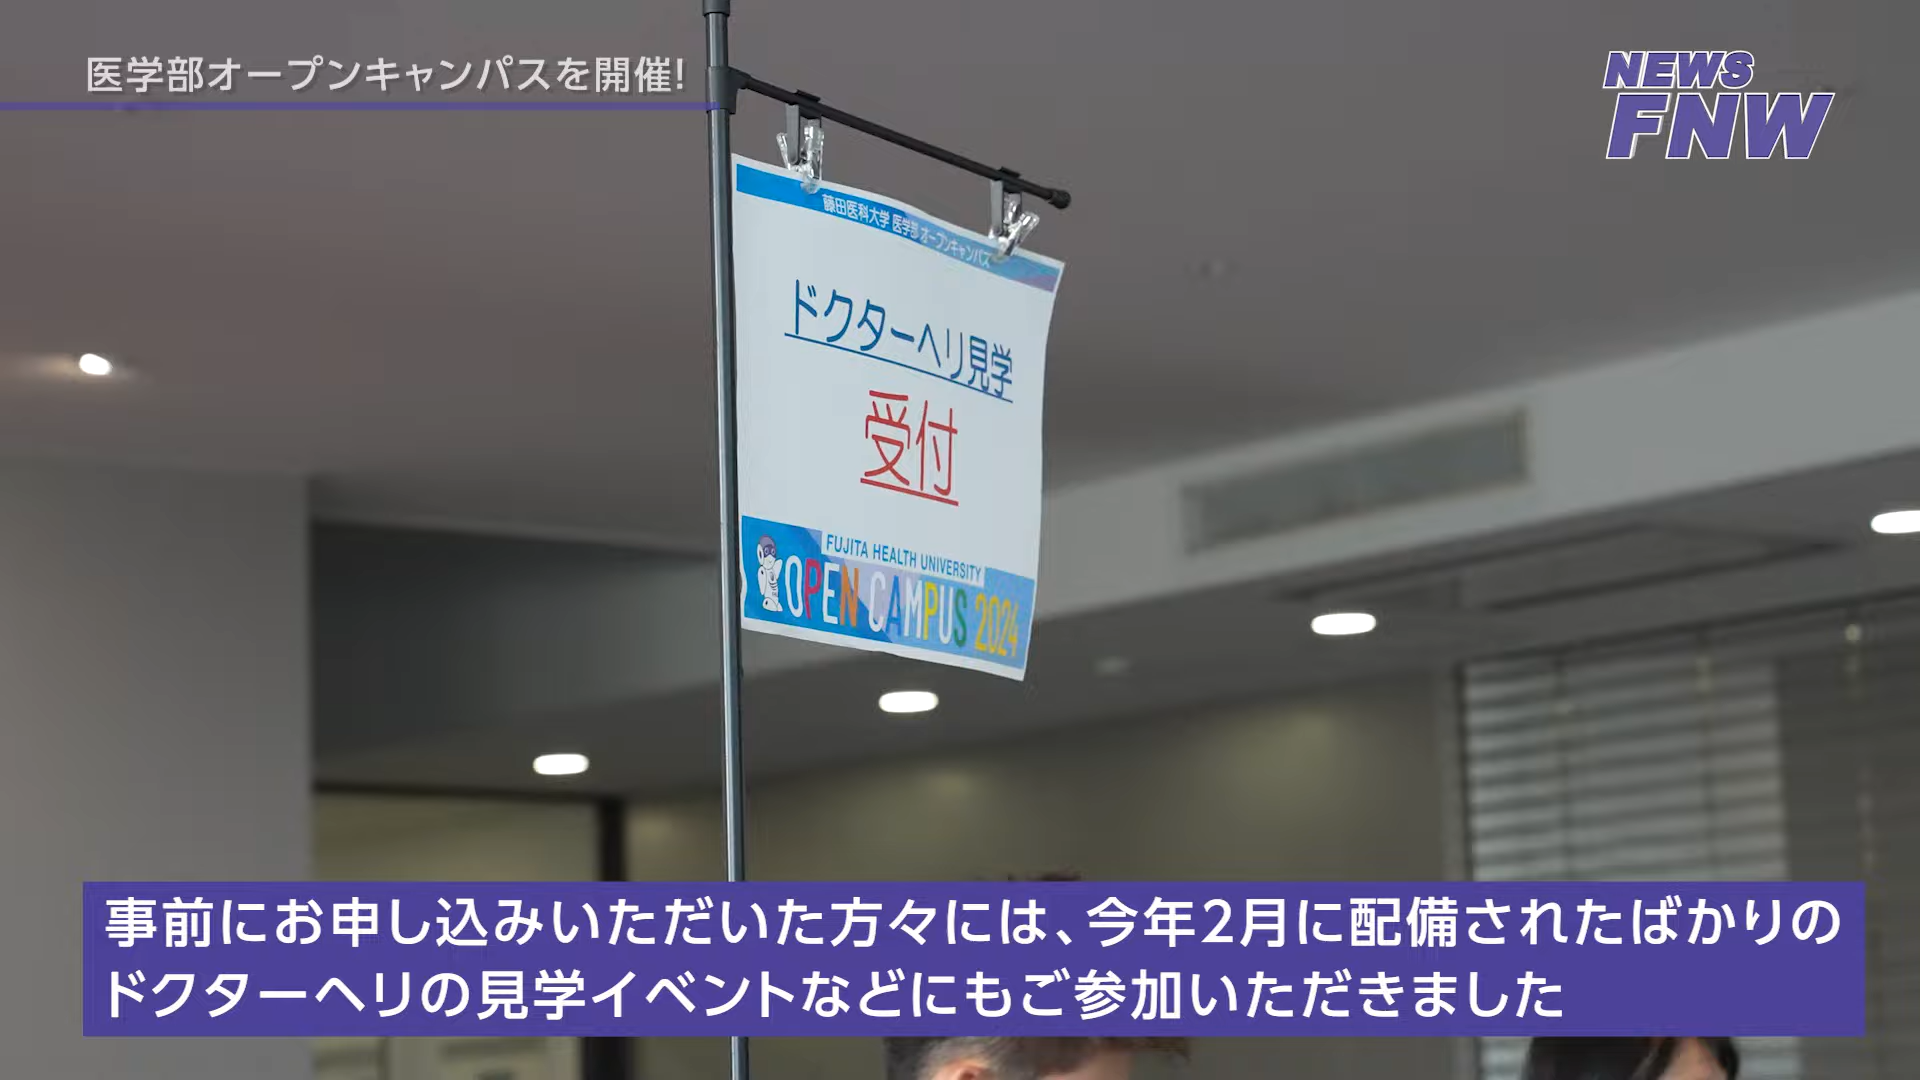 医学部オープンキャンパスを開催!
NEWS
FNW
藤田医科大学 医学部 オープンキャンパス
ドクターヘリ見学
受付
FUJITA HEALTH UNIVERSITY
OPEN CAMPUS 2024
事前にお申し込みいただいた方々には、今年2月に配備されたばかりの
ドクターヘリの見学イベントなどにもご参加いただきました